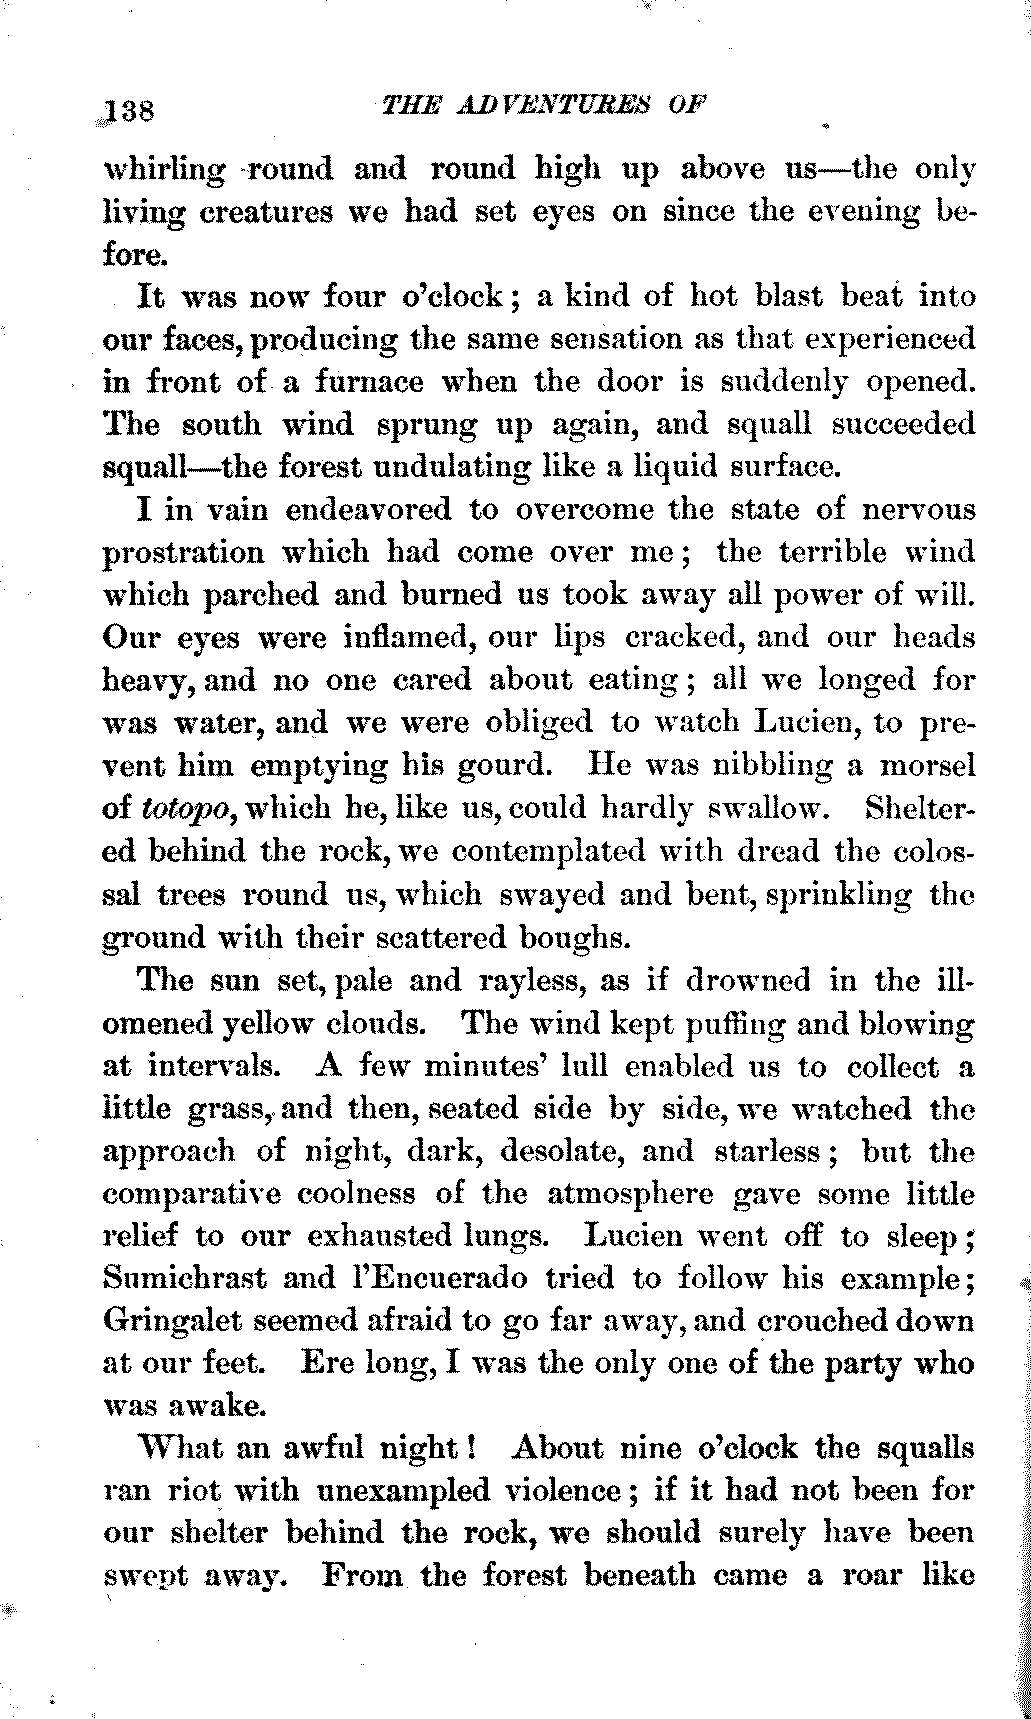 138 THE ADVENTURES OF
whirling round and round high up above us—the only
living creatures we had set eyes on since the evening be-
fore.
It was now four o'clock; a kind of hot blast beat into
our faces, producing the same sensation as that experienced
in front of a furnace when the door is suddenly opened.
The south wind sprung up again, and squall succeeded
squall—the forest undulating like a liquid surface.
I in vain endeavored to overcome the state of nervous
prostration which had come over me; the terrible wind
which parched and burned us took away all power of will.
Our eyes were inflamed, our lips cracked, and our heads
heavy, and no one cared about eating; all we longed for
was water, and we were obliged to watch Lucien, to pre-
vent him emptying his gourd. He was nibbling a morsel
of totopo, which he, like us, could hardly swallow. Shelter-
ed behind the rock, we contemplated with dread the colos-
sal trees round us, which swayed and bent, sprinkling the
ground with their scattered boughs.
The sun set, pale and rayless, as if drowned in the ill-
omened yellow clouds. The wind kept puffing and blowing
at intervals. A few minutes' lull enabled us to collect a
little grass, and then, seated side by side, we watched the
approach of night, dark, desolate, and starless; but the
comparative coolness of the atmosphere gave some little
relief to our exhausted lungs. Lucien went off to sleep;
Sumichrast and l'Encuerado tried to follow his example;
Gringalet seemed afraid to go far away, and crouched down
at our feet. Ere long, I was the only one of the party who
was awake.
What an awful night! About nine o'clock the squalls
ran riot with unexampled violence; if it had not been for
our shelter behind the rock, we should surely have been
swept away. From the forest beneath came a roar like